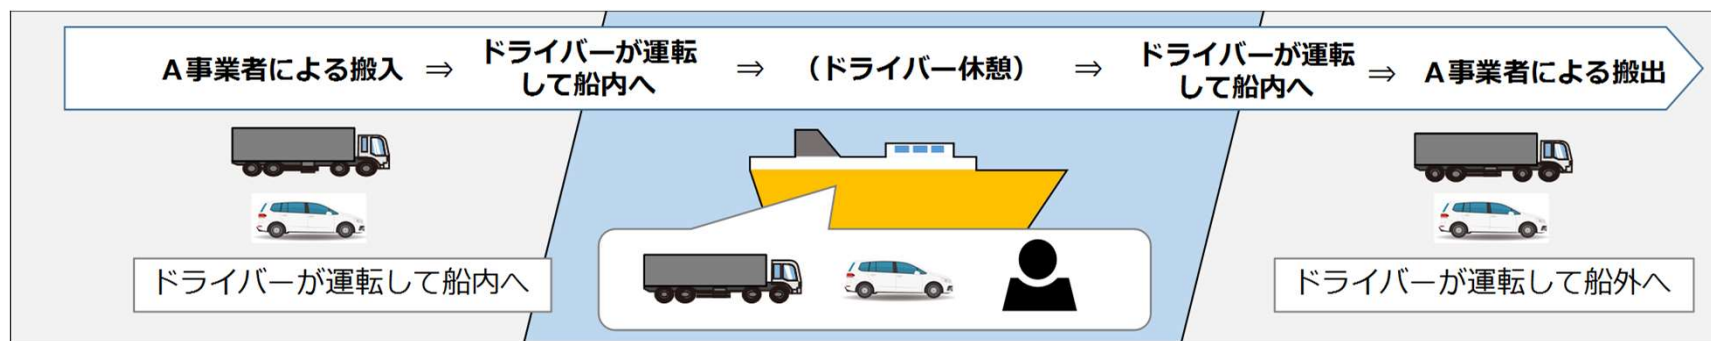 A事業者による搬入 ⇒ ドライバーが運転
して船内へ ⇒ （ドライバー休憩） ⇒ ドライバーが運転
して船内へ ⇒ A事業者による搬出
ドライバーが運転して船内へ
ドライバーが運転して船外へ